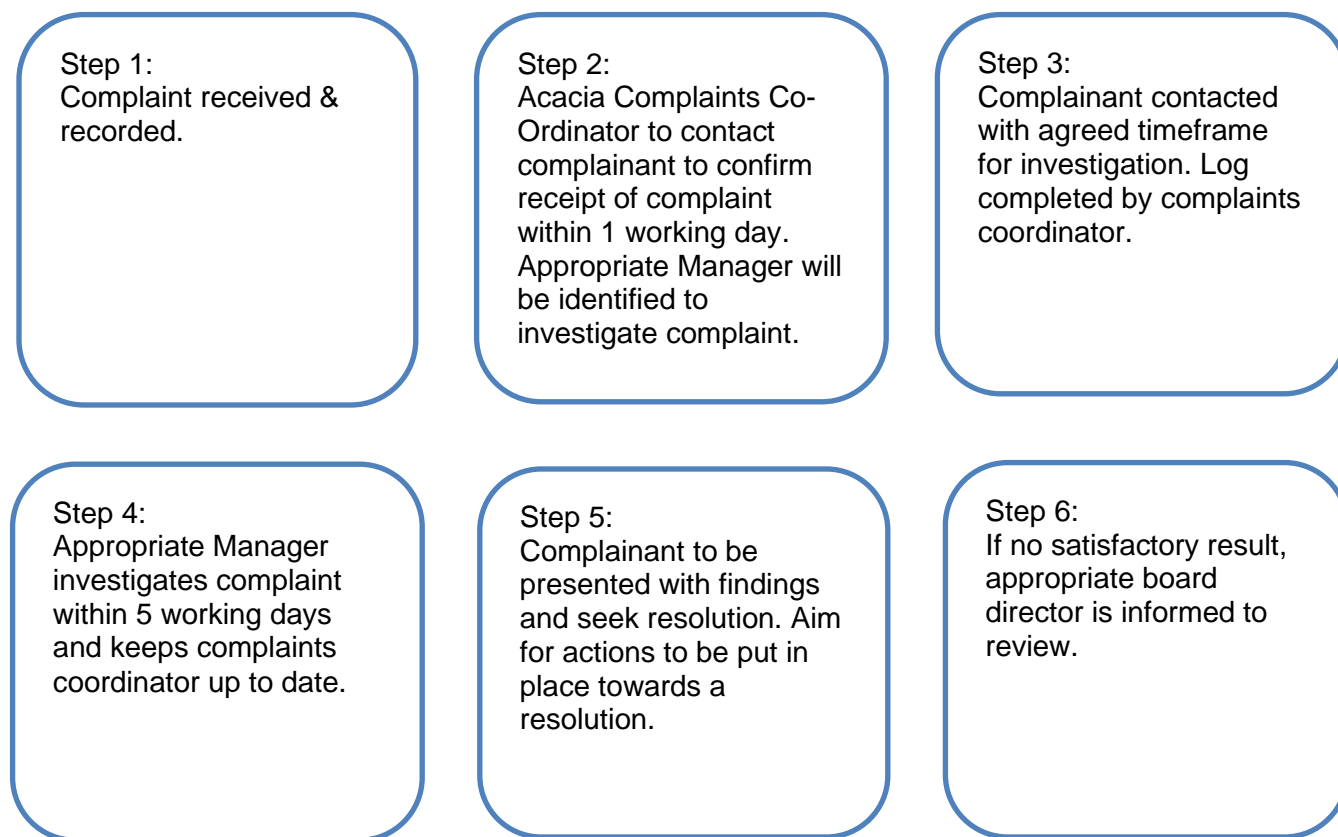 Step 1:
Complaint received &
recorded.
Step 2:
Acacia Complaints Co-
Ordinator to contact
complainant to confirm
receipt of complaint
within 1 working day.
Appropriate Manager will
be identified to
investigate complaint.
Step 3:
Complainant contacted
with agreed timeframe
for investigation. Log
completed by complaints
coordinator.
Step 4:
Appropriate Manager
investigates complaint
within 5 working days
and keeps complaints
coordinator up to date.
Step 5:
Complainant to be
presented with findings
and seek resolution. Aim
for actions to be put in
place towards a
resolution.
Step 6:
If no satisfactory result,
appropriate board
director is informed to
review.